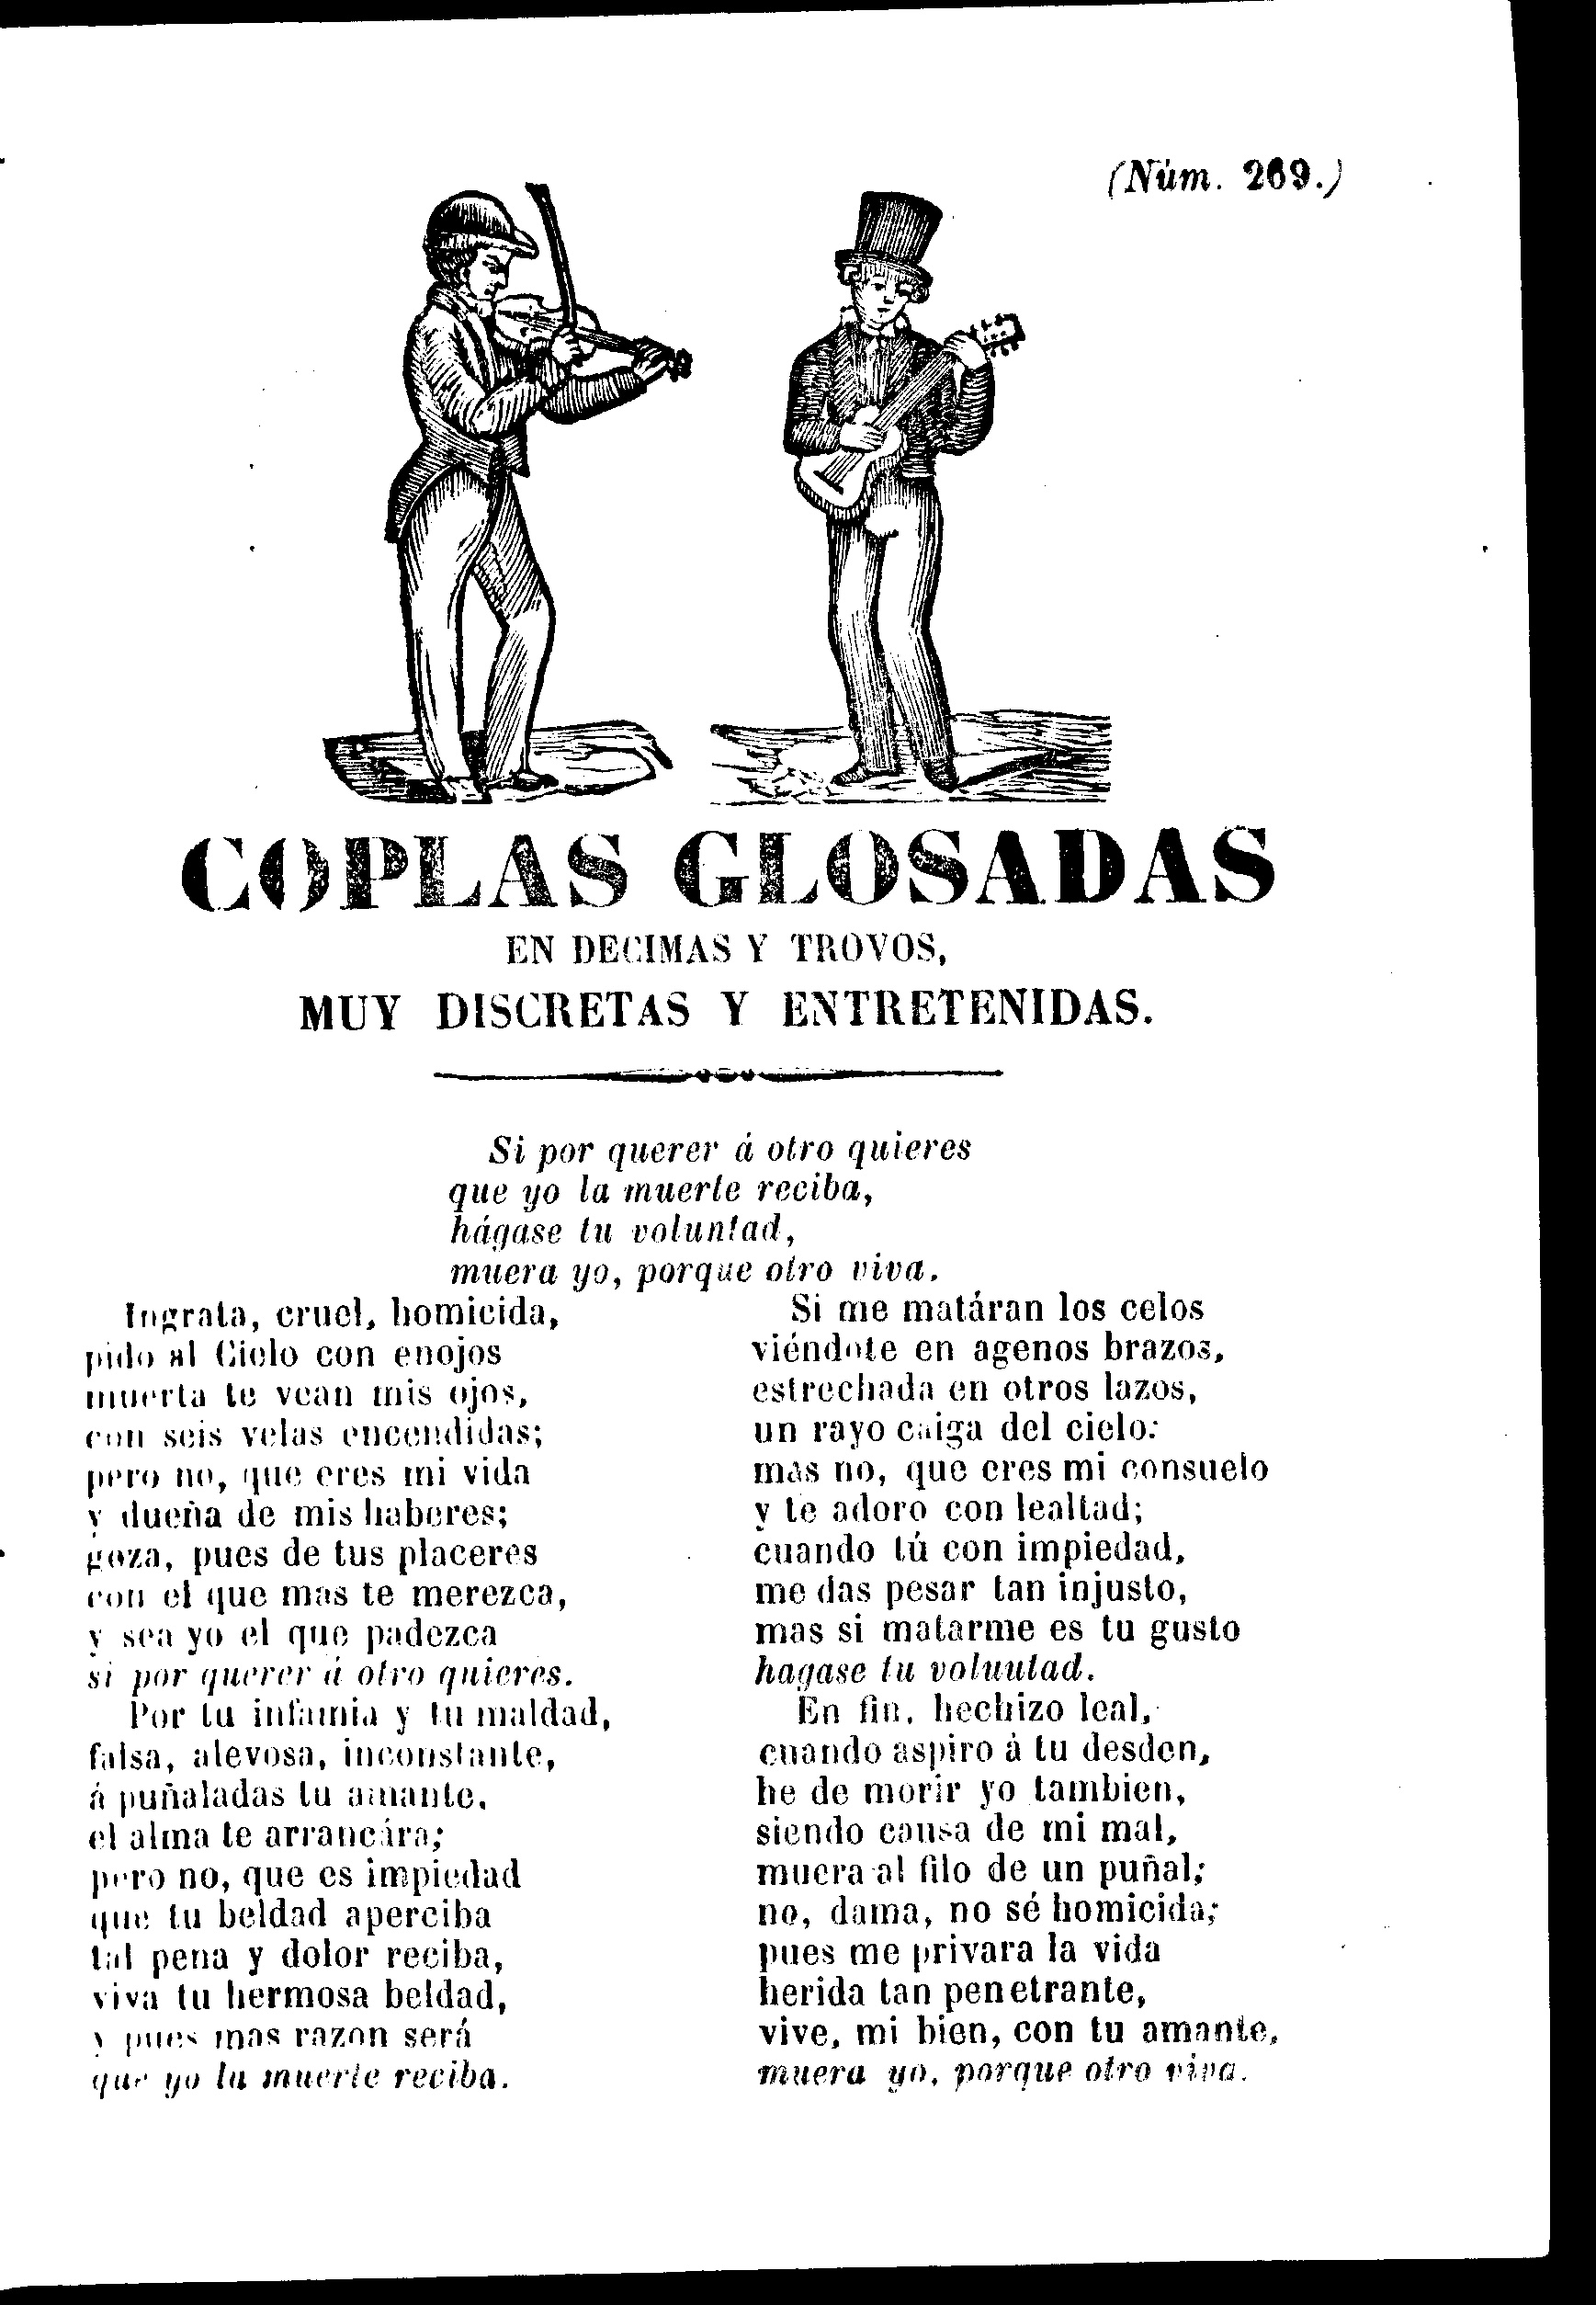 (Núm. 269.)
COPLAS GLOSADAS
EN DECIMAS Y TROVOS,
MUY DISCRETAS Y ENTRETENIDAS.
Si por querer á otro quieres
que yo la muerte reciba,
hágase tu voluntad,
muera yo, porque otro viva.
Ingrata, cruel, homicida,
pido al Cielo con enojos
muerta te vean mis ojos,
con seis velas encendidas;
pero no, que eres mi vida
y dueña de mis haberes;
goza, pues de tus placeres
con el que mas te merezca,
y sea yo el que padezca
si por querer á otro quieres.
Por tu infamia y tu maldad,
falsa, alevosa, inconstante,
á puñaladas tu amante,
el alma te arrancára;
pero no, que es impiedad
que tu beldad aperciba
tal pena y dolor reciba,
viva tu hermosa beldad,
y pues mas razon será
que yo la muerte reciba.
Si me matáran los celos
viéndote en agenos brazos,
estrechada en otros lazos,
un rayo caiga del cielo:
mas no, que eres mi consuelo
y te adoro con lealtad;
cuando tú con impiedad,
me das pesar tan injusto,
mas si matarme es tu gusto
hagase tu voluutad.
En fin, hechizo leal,
cuando aspiro á tu desden,
he de morir yo tambien,
siendo causa de mi mal,
muera al filo de un puñal;
no, dama, no sé homicida;
pues me privara la vida
herida tan penetrante,
vive, mi bien, con tu amante,
muera yo, porque otro viva.